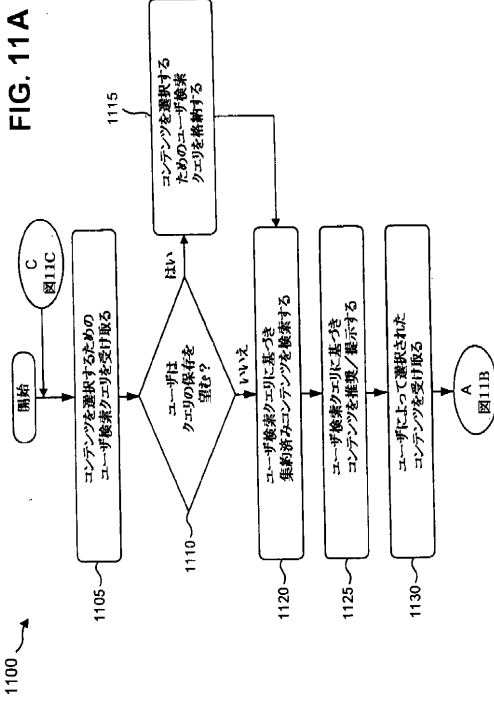 FIG. 11A
1100
開始
C
図11C
コンテンツを選択するための
ユーザ検索クエリを受け取る
1105
ユーザは
クエリの保存を
望む？
1110
はい
いいえ
コンテンツを選択する
ためのユーザ検索
クエリを格納する
1115
ユーザ検索クエリに基づき
集約済みコンテンツを検索する
1120
ユーザ検索クエリに基づき
コンテンツを推奨／提示する
1125
ユーザによって選択された
コンテンツを受け取る
1130
A
図11B